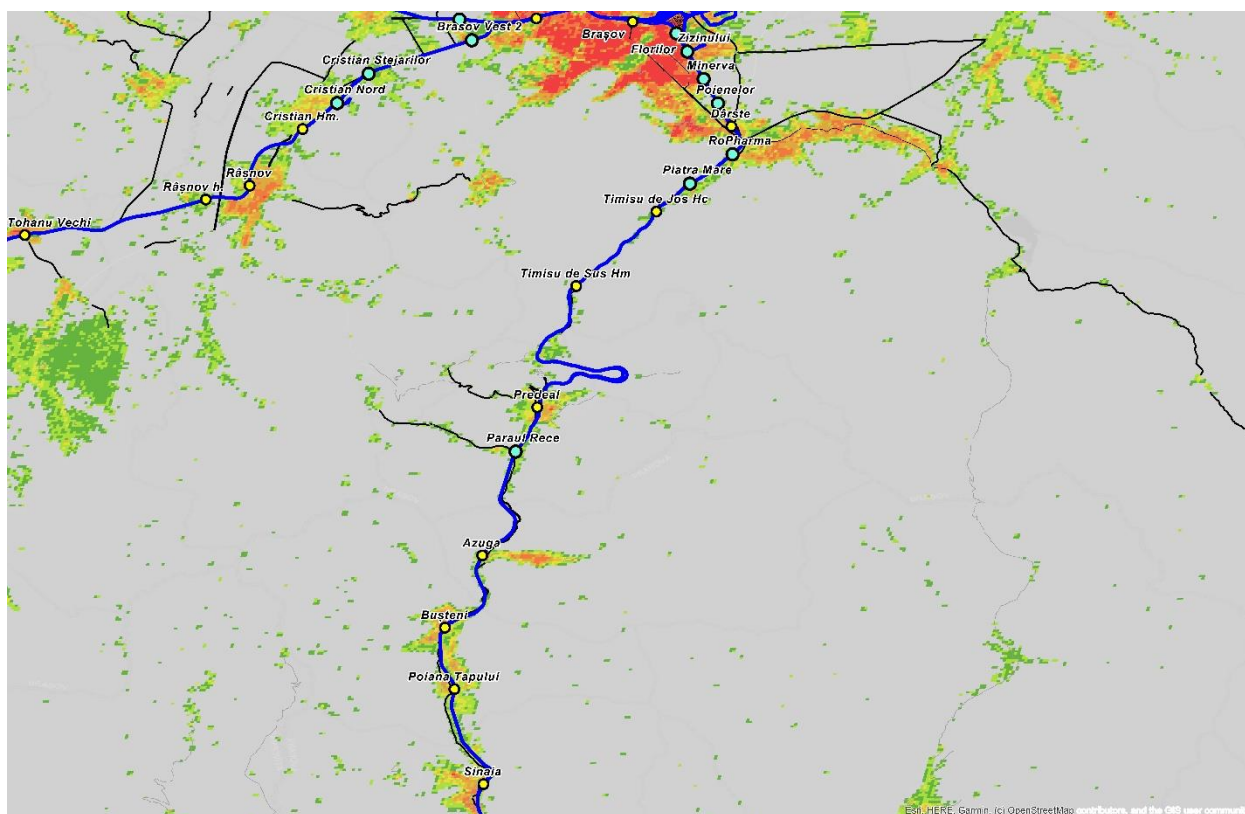 Brasov Vest 2
Brașov
Zizinului
Florilor
Cristian Stejarilor
Minerva
Cristian Nord
Poienelor
Cristian Hm.
Dârste
RoPharma
Râșnov
Piatra Mare
Râșnov h.
Timisu de Jos Hc
Tohanu Vechi
Timisu de Sus Hm
Predeal
Paraul Rece
Azuga
Busteni
Poiana Tapului
Sinaia
Esri, HERE, Garmin, (c) OpenStreetMap contributors, and the GIS user communit